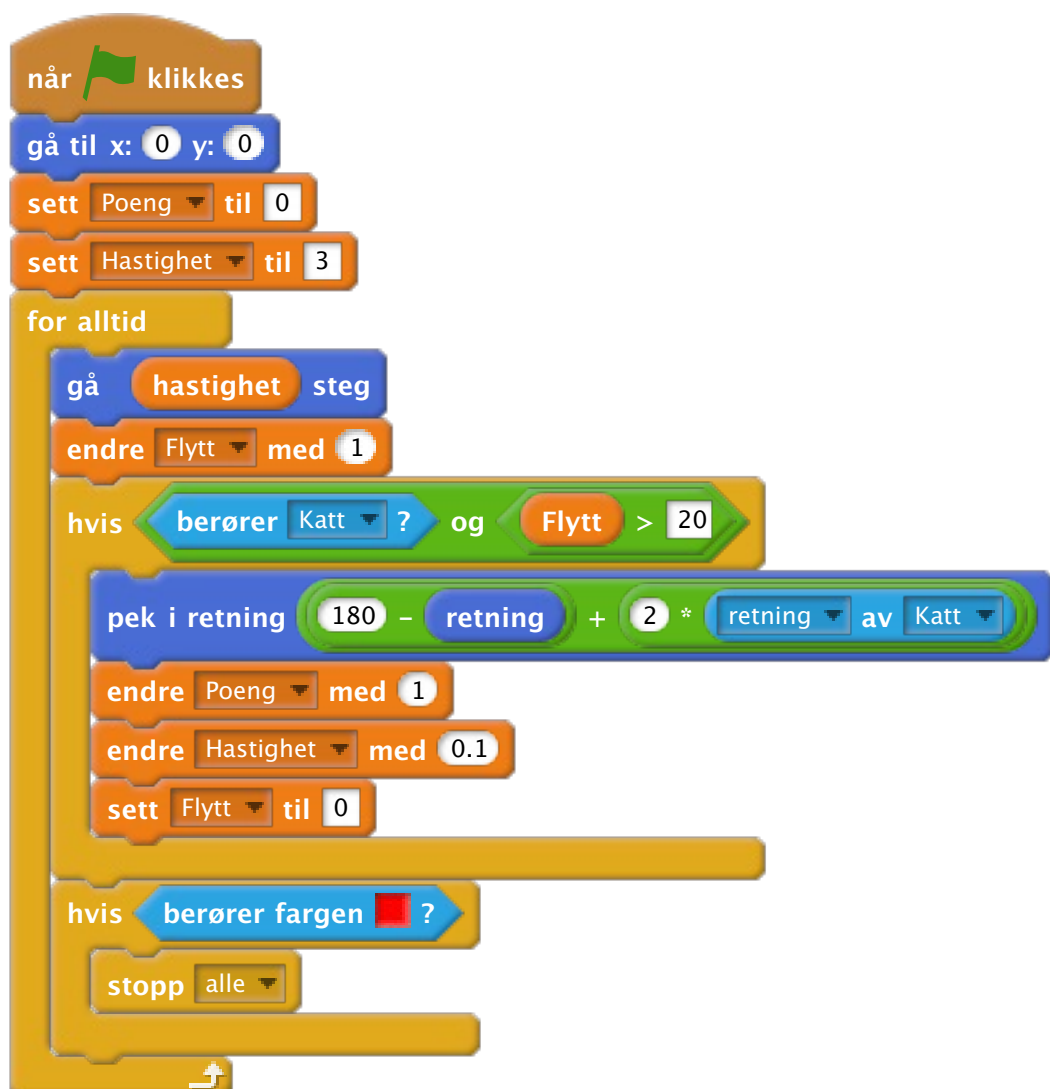 når klikkes
gå til x: 0 y: 0
sett Poeng til 0
sett Hastighet til 3
for alltid
gå hastighet steg
endre Flytt med 1
hvis berører Katt ? og Flytt > 20
pek i retning 180 - retning + 2 * retning av Katt
endre Poeng med 1
endre Hastighet med 0.1
sett Flytt til 0
hvis berører fargen ?
stopp alle